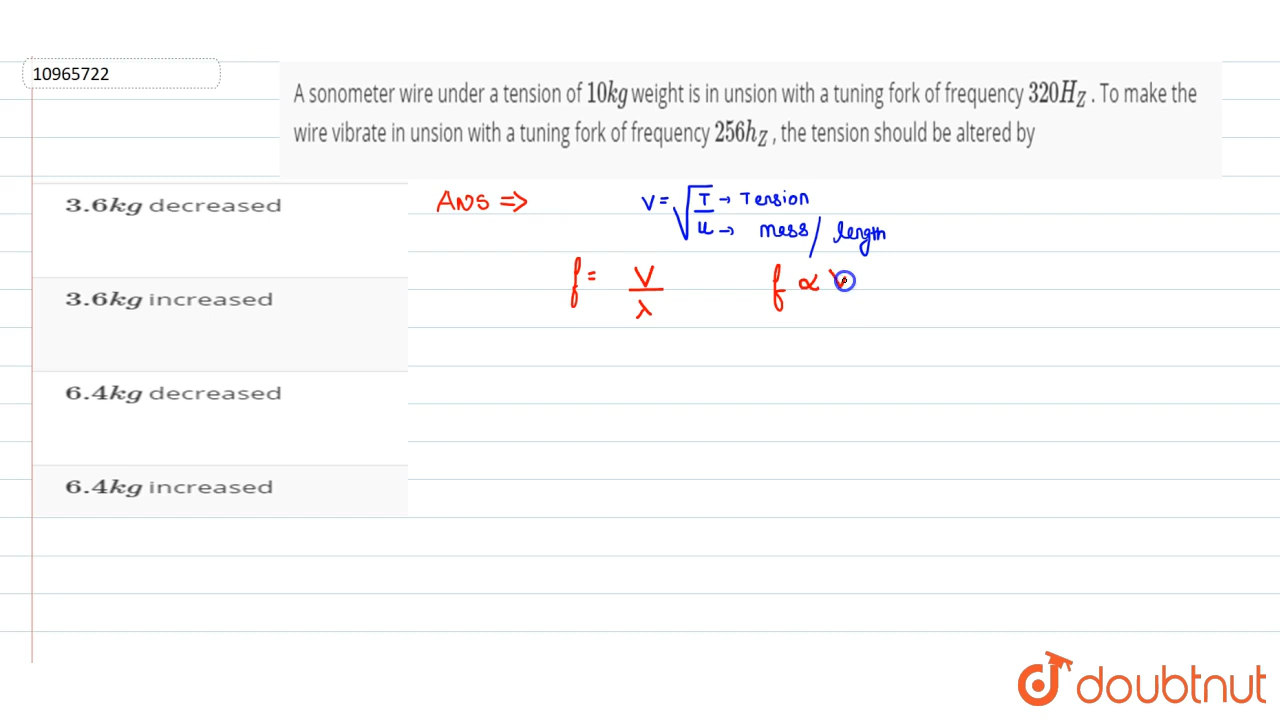 10965722
A sonometer wire under a tension of 10kg weight is in unsion with a tuning fork of frequency 320H_Z . To make the
wire vibrate in unsion with a tuning fork of frequency 256h_Z , the tension should be altered by
3.6kg decreased
3.6kg increased
6.4kg decreased
6.4kg increased
Ans ⇒
v = √(T/u) → Tension
→ mess / length
f = V/λ f ∝ V
doubtnut